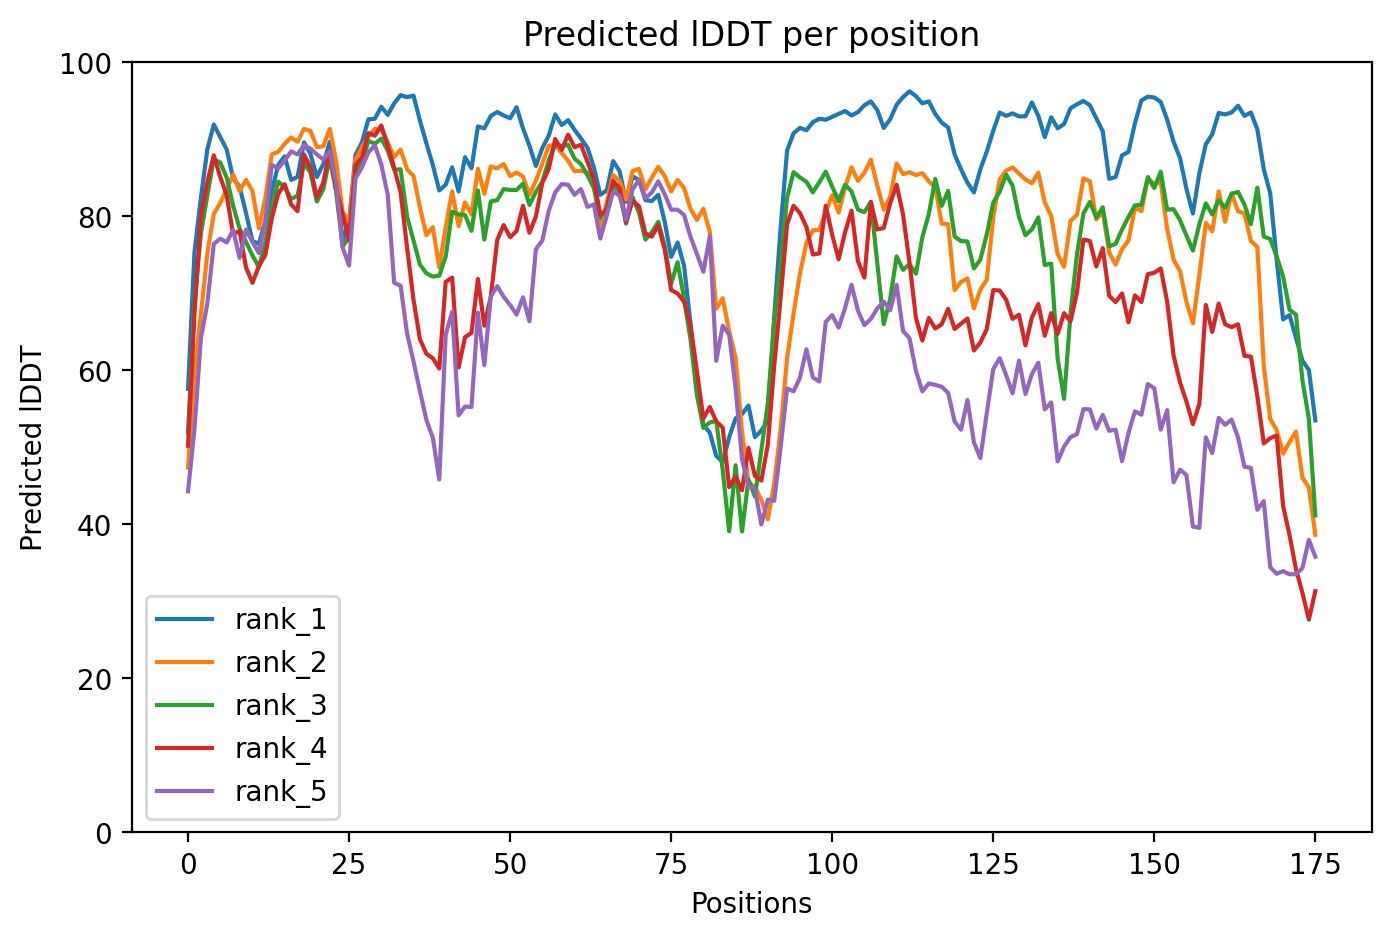 Predicted lDDT per position
Predicted lDDT
100
80
60
40
20
0
rank_1
rank_2
rank_3
rank_4
rank_5
0 25 50 75 100 125 150 175
Positions